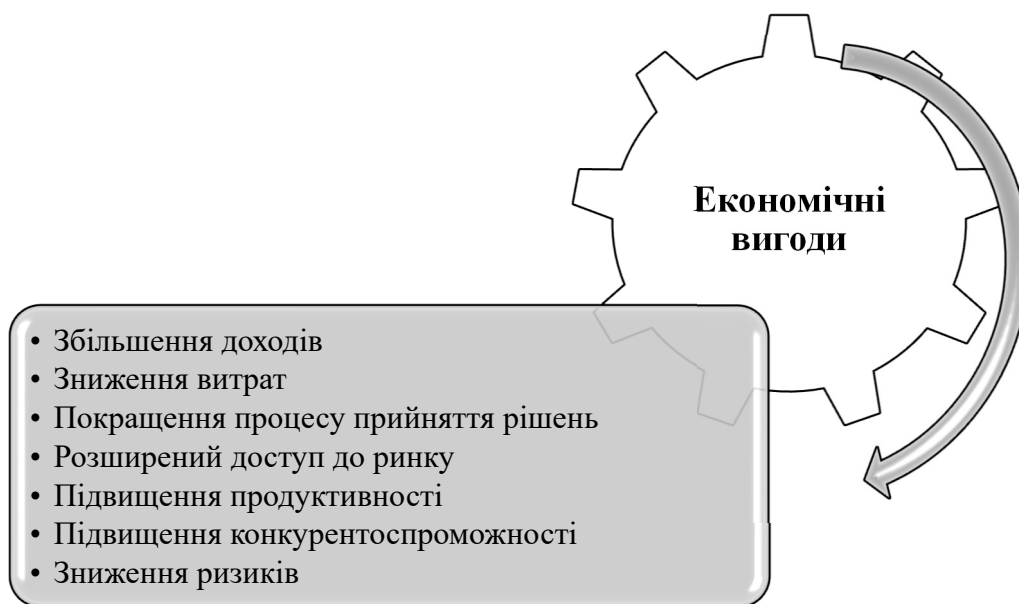 Економічні
вигоди
• Збільшення доходів
• Зниження витрат
• Покращення процесу прийняття рішень
• Розширений доступ до ринку
• Підвищення продуктивності
• Підвищення конкурентоспроможності
• Зниження ризиків